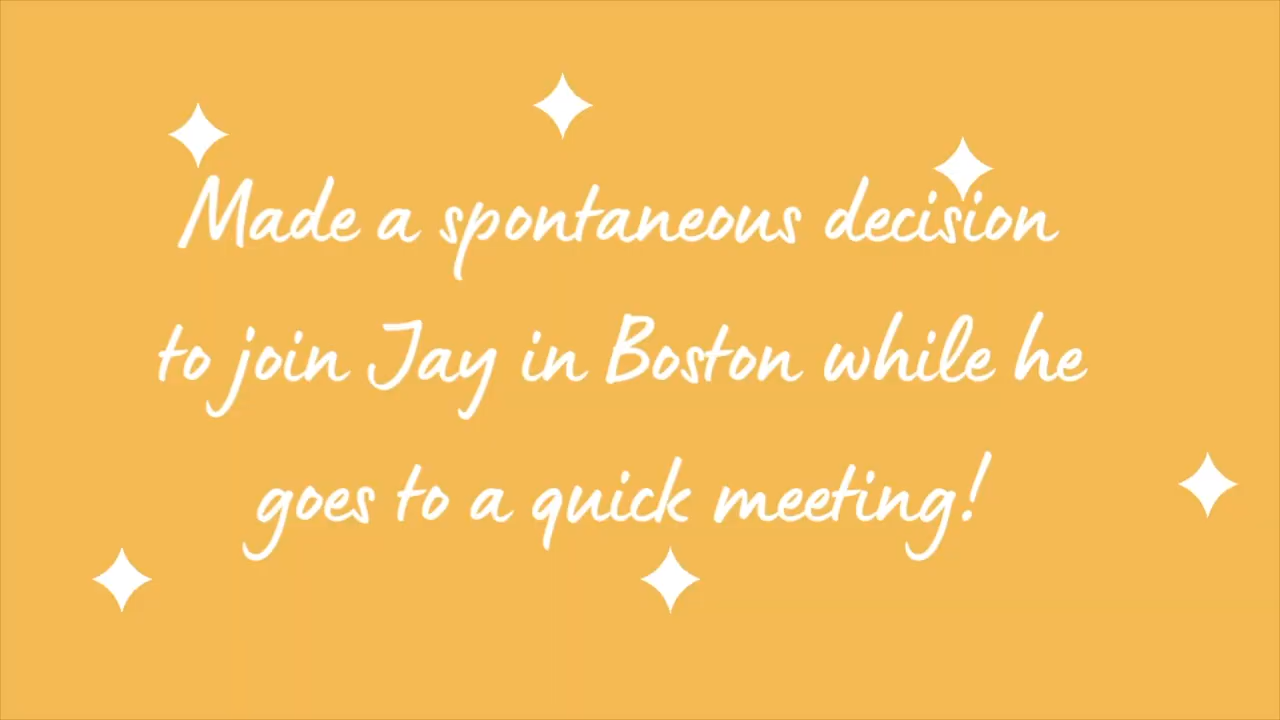 Made a spontaneous decision
to join Jay in Boston while he
goes to a quick meeting!